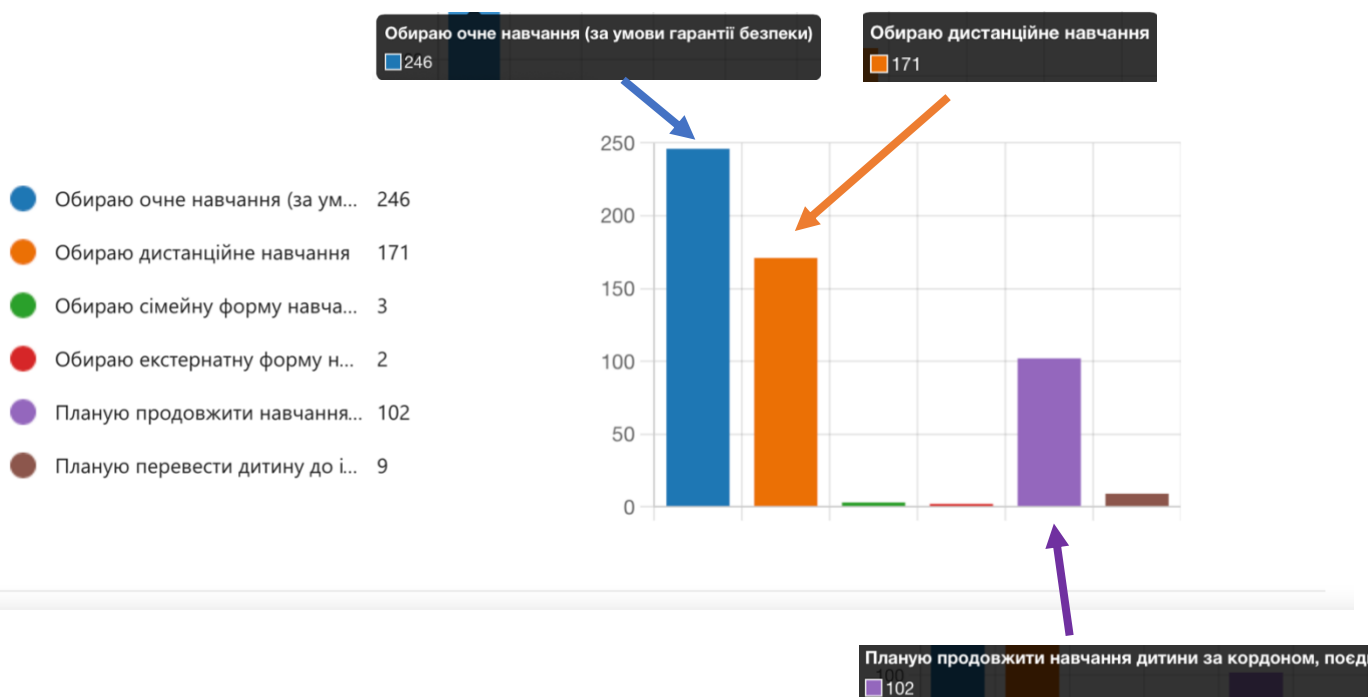 Обираю очне навчання (за умови гарантії безпеки)
246
Обираю дистанційне навчання
171
Обираю очне навчання (за ум... 246
Обираю дистанційне навчання 171
Обираю сімейну форму навча... 3
Обираю екстернатну форму н... 2
Планую продовжити навчання... 102
Планую перевести дитину до і... 9
250
200
150
100
50
0
Планую продовжити навчання дитини за кордоном, поєд
102